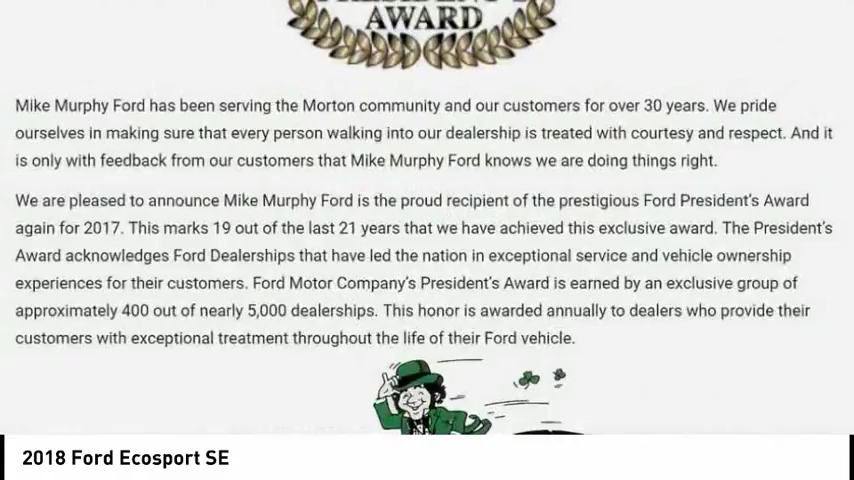 AWARD
Mike Murphy Ford has been serving the Morton community and our customers for over 30 years. We pride
ourselves in making sure that every person walking into our dealership is treated with courtesy and respect. And it
is only with feedback from our customers that Mike Murphy Ford knows we are doing things right.
We are pleased to announce Mike Murphy Ford is the proud recipient of the prestigious Ford President's Award
again for 2017. This marks 19 out of the last 21 years that we have achieved this exclusive award. The President's
Award acknowledges Ford Dealerships that have led the nation in exceptional service and vehicle ownership
experiences for their customers. Ford Motor Company's President's Award is earned by an exclusive group of
approximately 400 out of nearly 5,000 dealerships. This honor is awarded annually to dealers who provide their
customers with exceptional treatment throughout the life of their Ford vehicle.
2018 Ford Ecosport SE